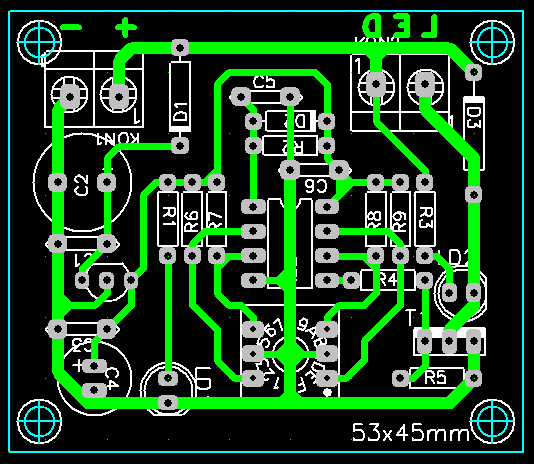 - +
LED
KON2
1
C5
D1
D2
1
KON1
D3
R2
C2
C6
R1
R6
R7
R8
R9
R3
C1
LD2
R4
T1
C3
+
C4
R5
53x45mm